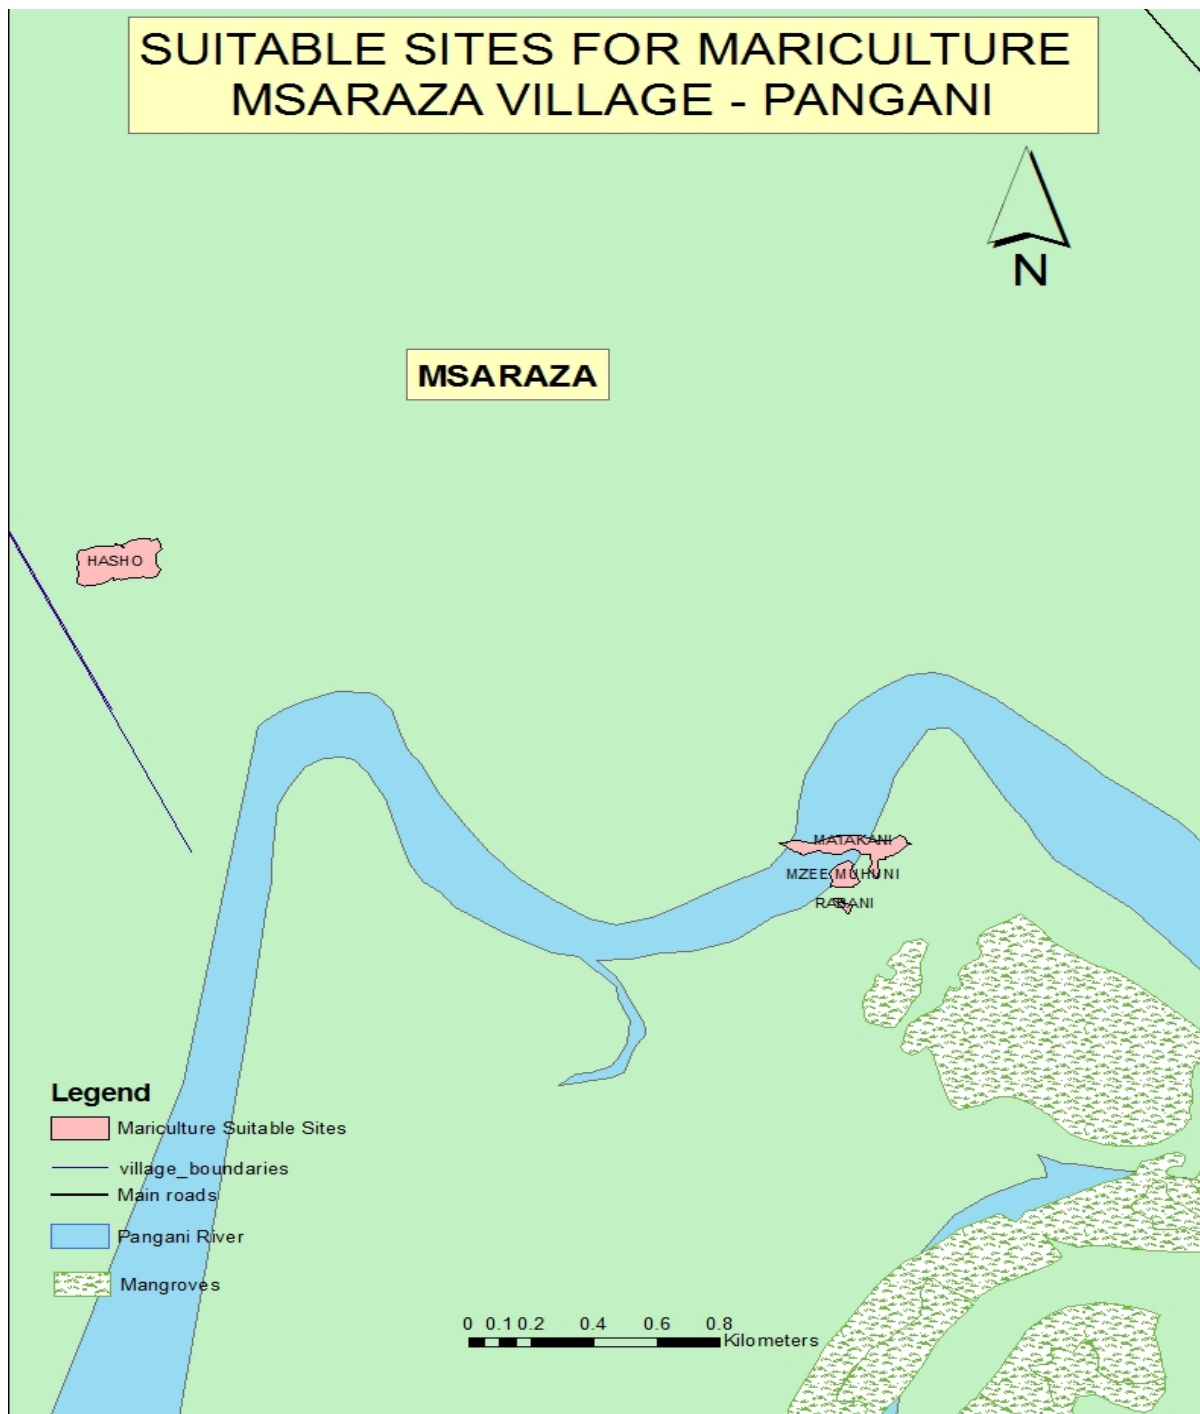 SUITABLE SITES FOR MARICULTURE
MSARAZA VILLAGE - PANGANI
N
MSARAZA
HASHO
MATAKANI
MZEE MUHUNI
RABANI
Legend
Mariculture Suitable Sites
village_boundaries
Main roads
Pangani River
Mangroves
0 0.1 0.2 0.4 0.6 0.8
Kilometers